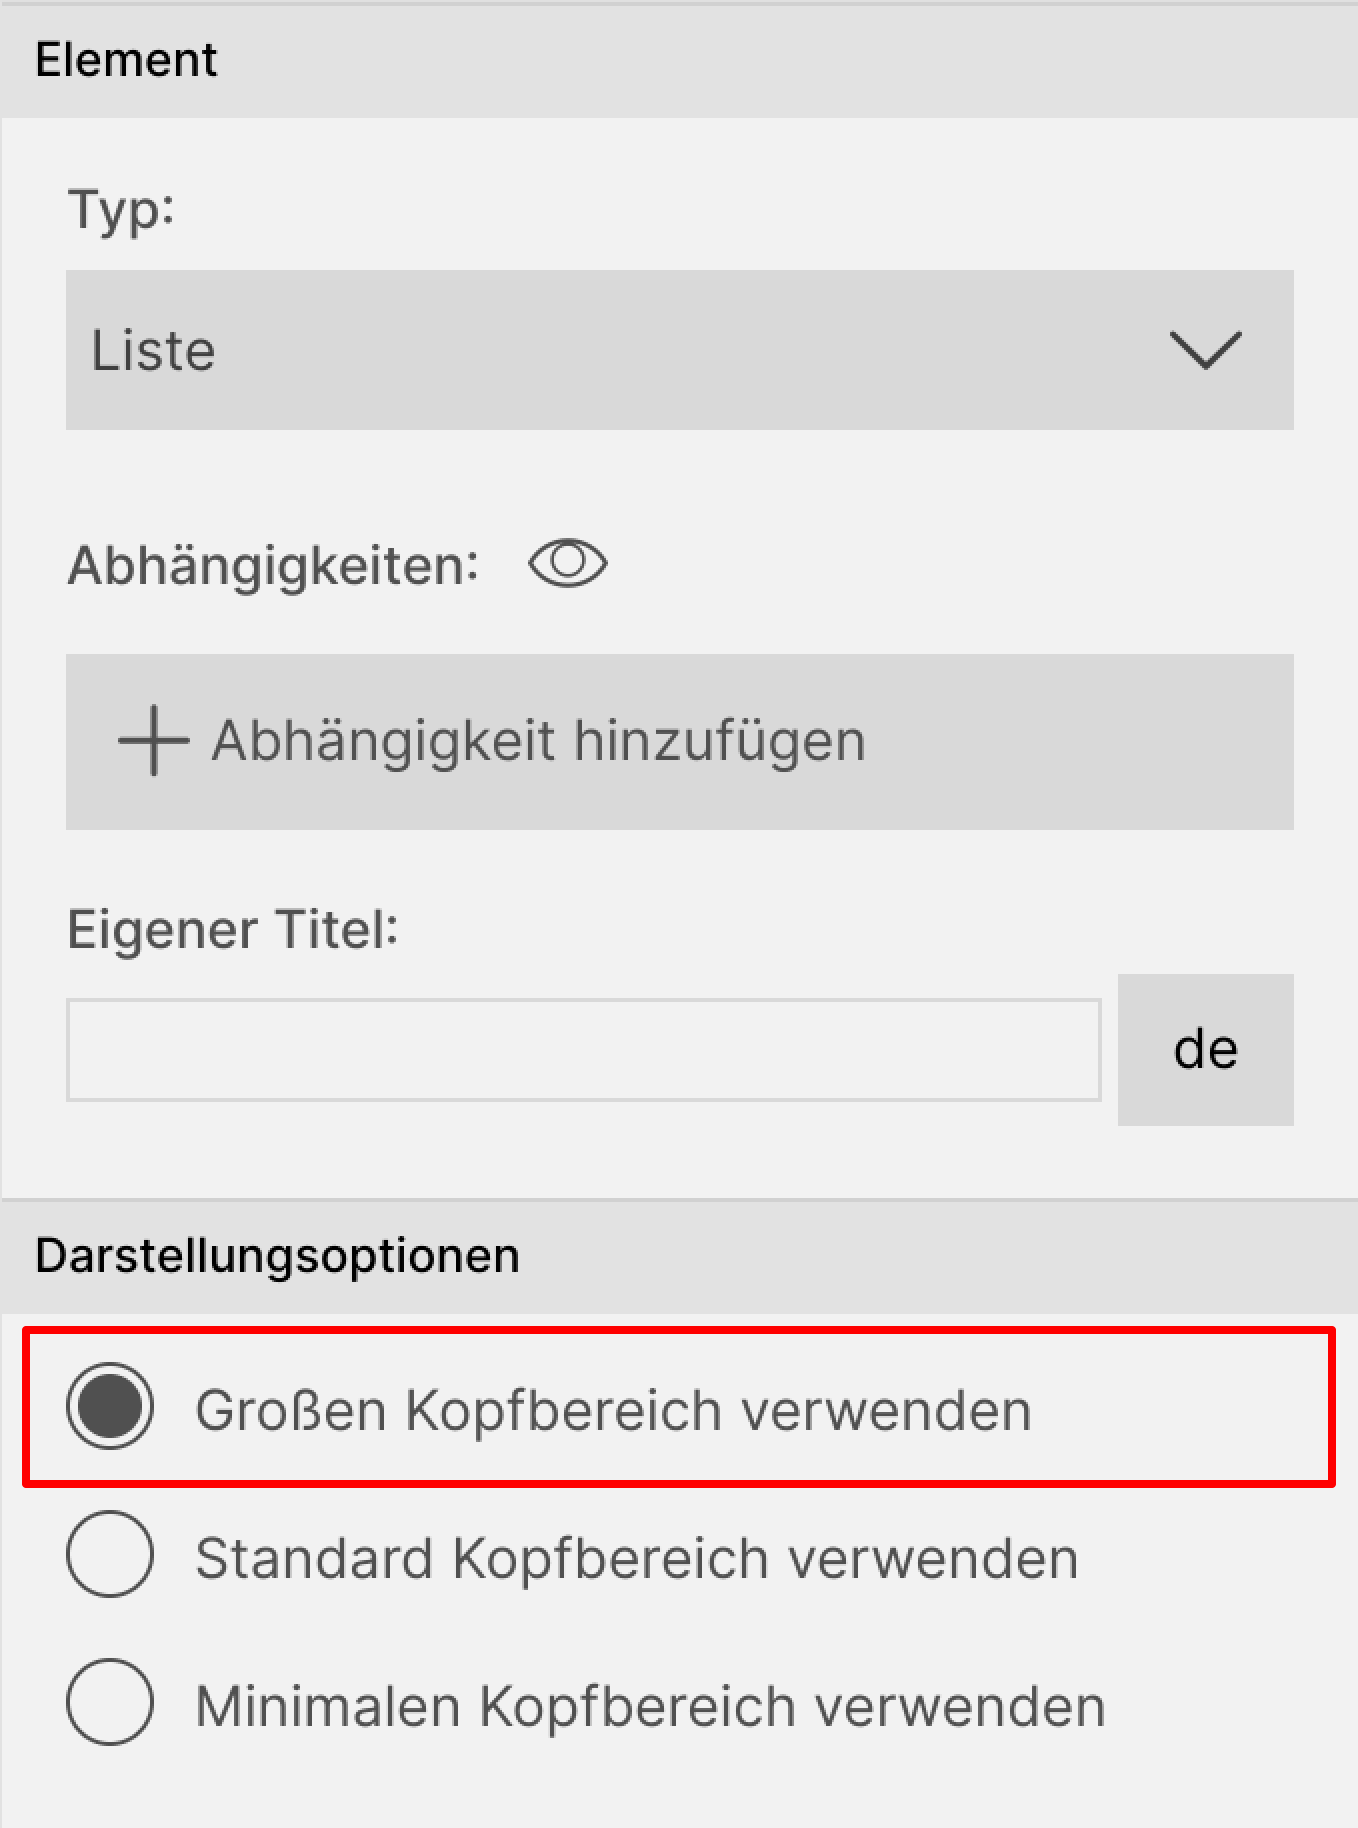 Element
Typ:
Liste
Abhängigkeiten:
Abhängigkeit hinzufügen
Eigener Titel:
de
Darstellungsoptionen
Großen Kopfbereich verwenden
Standard Kopfbereich verwenden
Minimalen Kopfbereich verwenden